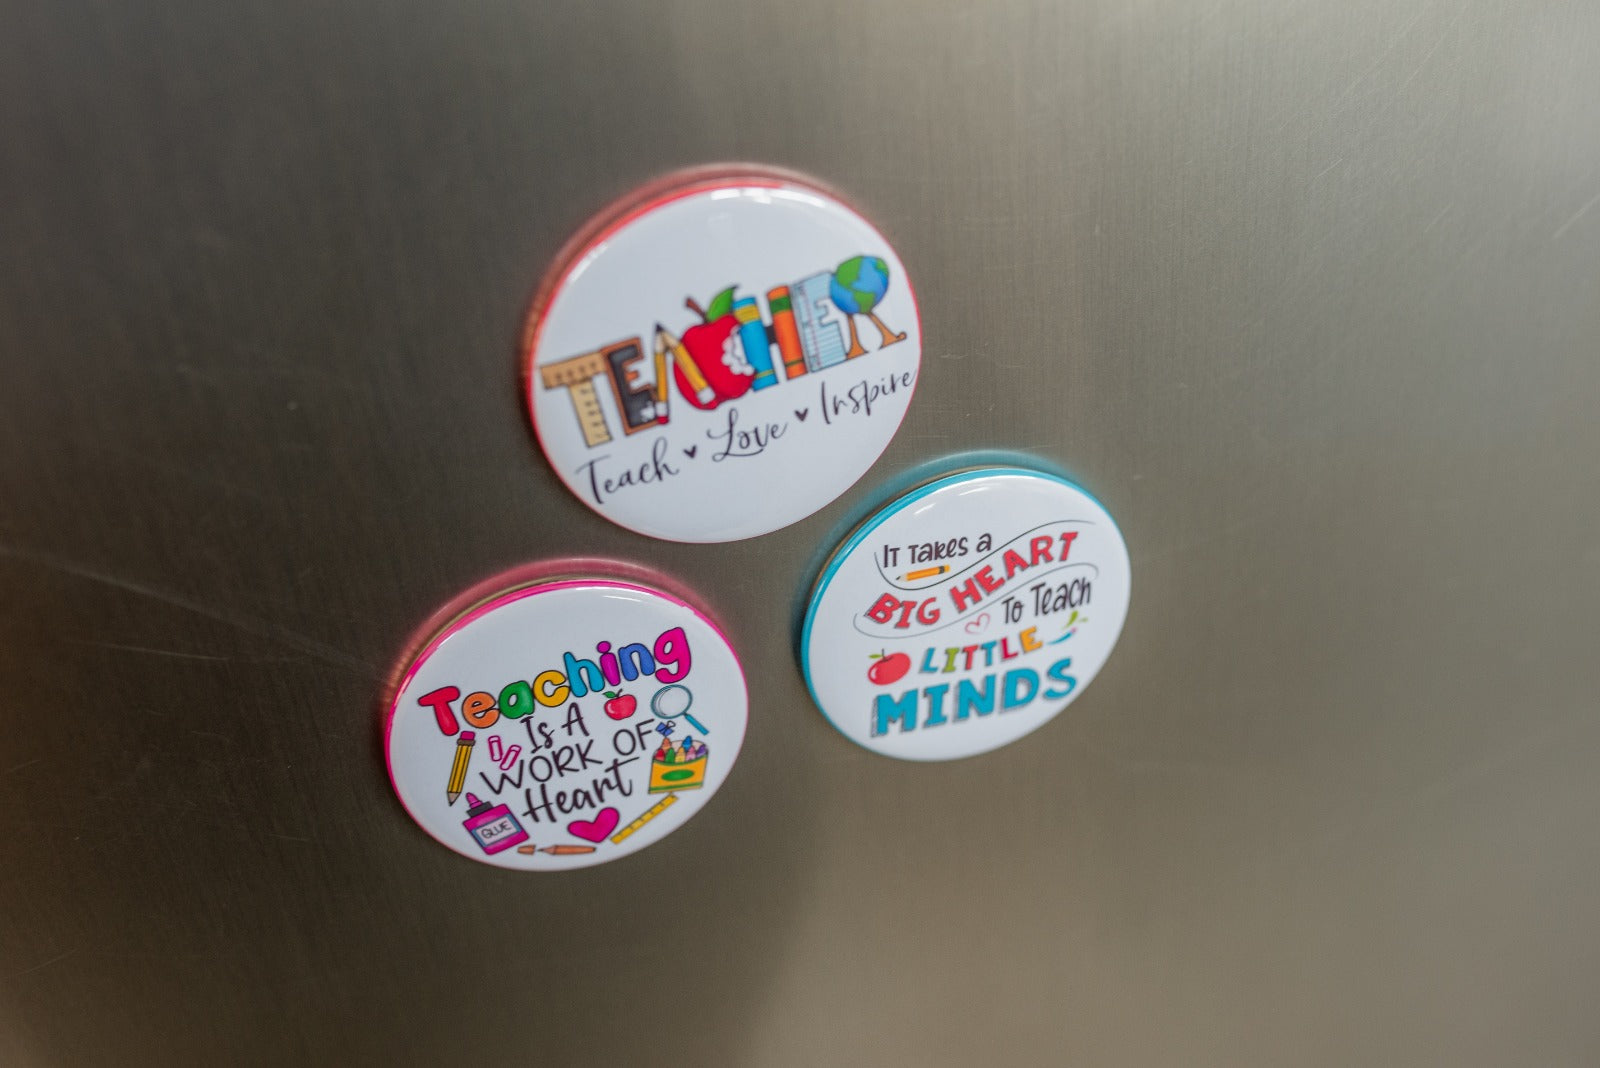 TEACHER
Teach ♥ Love ♥ Inspire
IT TAKES A
BIG HEART
TO TEACH
LITTLE
MINDS
Teaching
Is A
WORK OF
Heart
GLUE